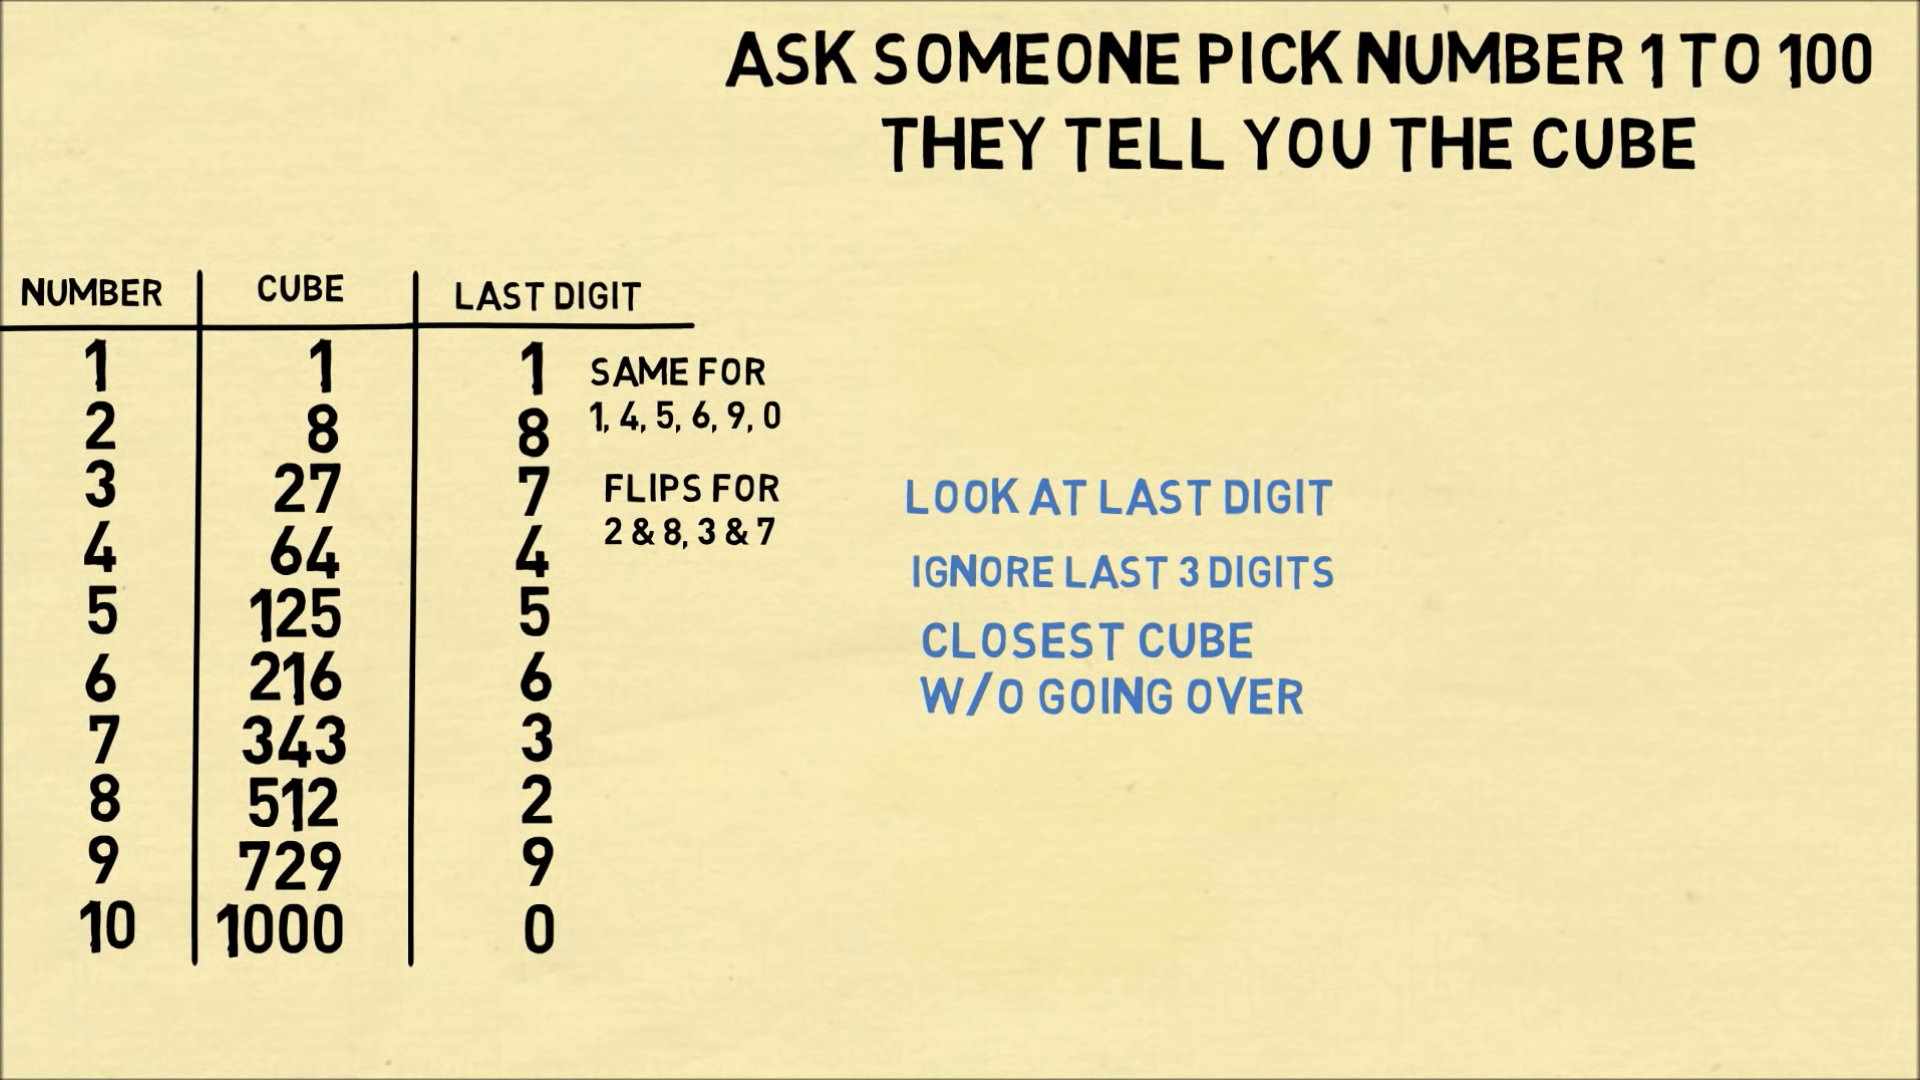 ASK SOMEONE PICK NUMBER 1 TO 100
THEY TELL YOU THE CUBE
NUMBER CUBE LAST DIGIT
1 1 1
2 8 8
3 27 7
4 64 4
5 125 5
6 216 6
7 343 3
8 512 2
9 729 9
10 1000 0
SAME FOR
1, 4, 5, 6, 9, 0
FLIPS FOR
2 & 8, 3 & 7
LOOK AT LAST DIGIT
IGNORE LAST 3 DIGITS
CLOSEST CUBE
W/O GOING OVER